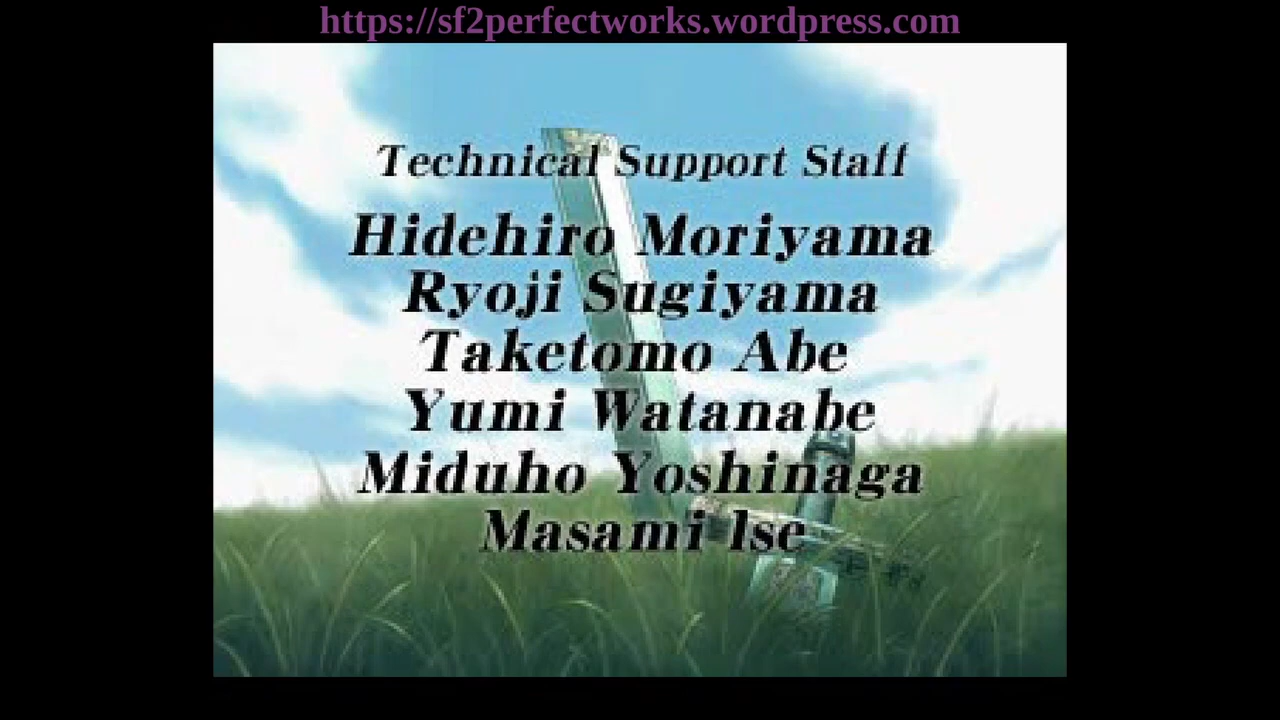 https://sf2perfectworks.wordpress.com
Technical Support Staff
Hidehiro Moriyama
Ryoji Sugiyama
Taketomo Abe
Yumi Watanabe
Miduho Yoshinaga
Masami Ise